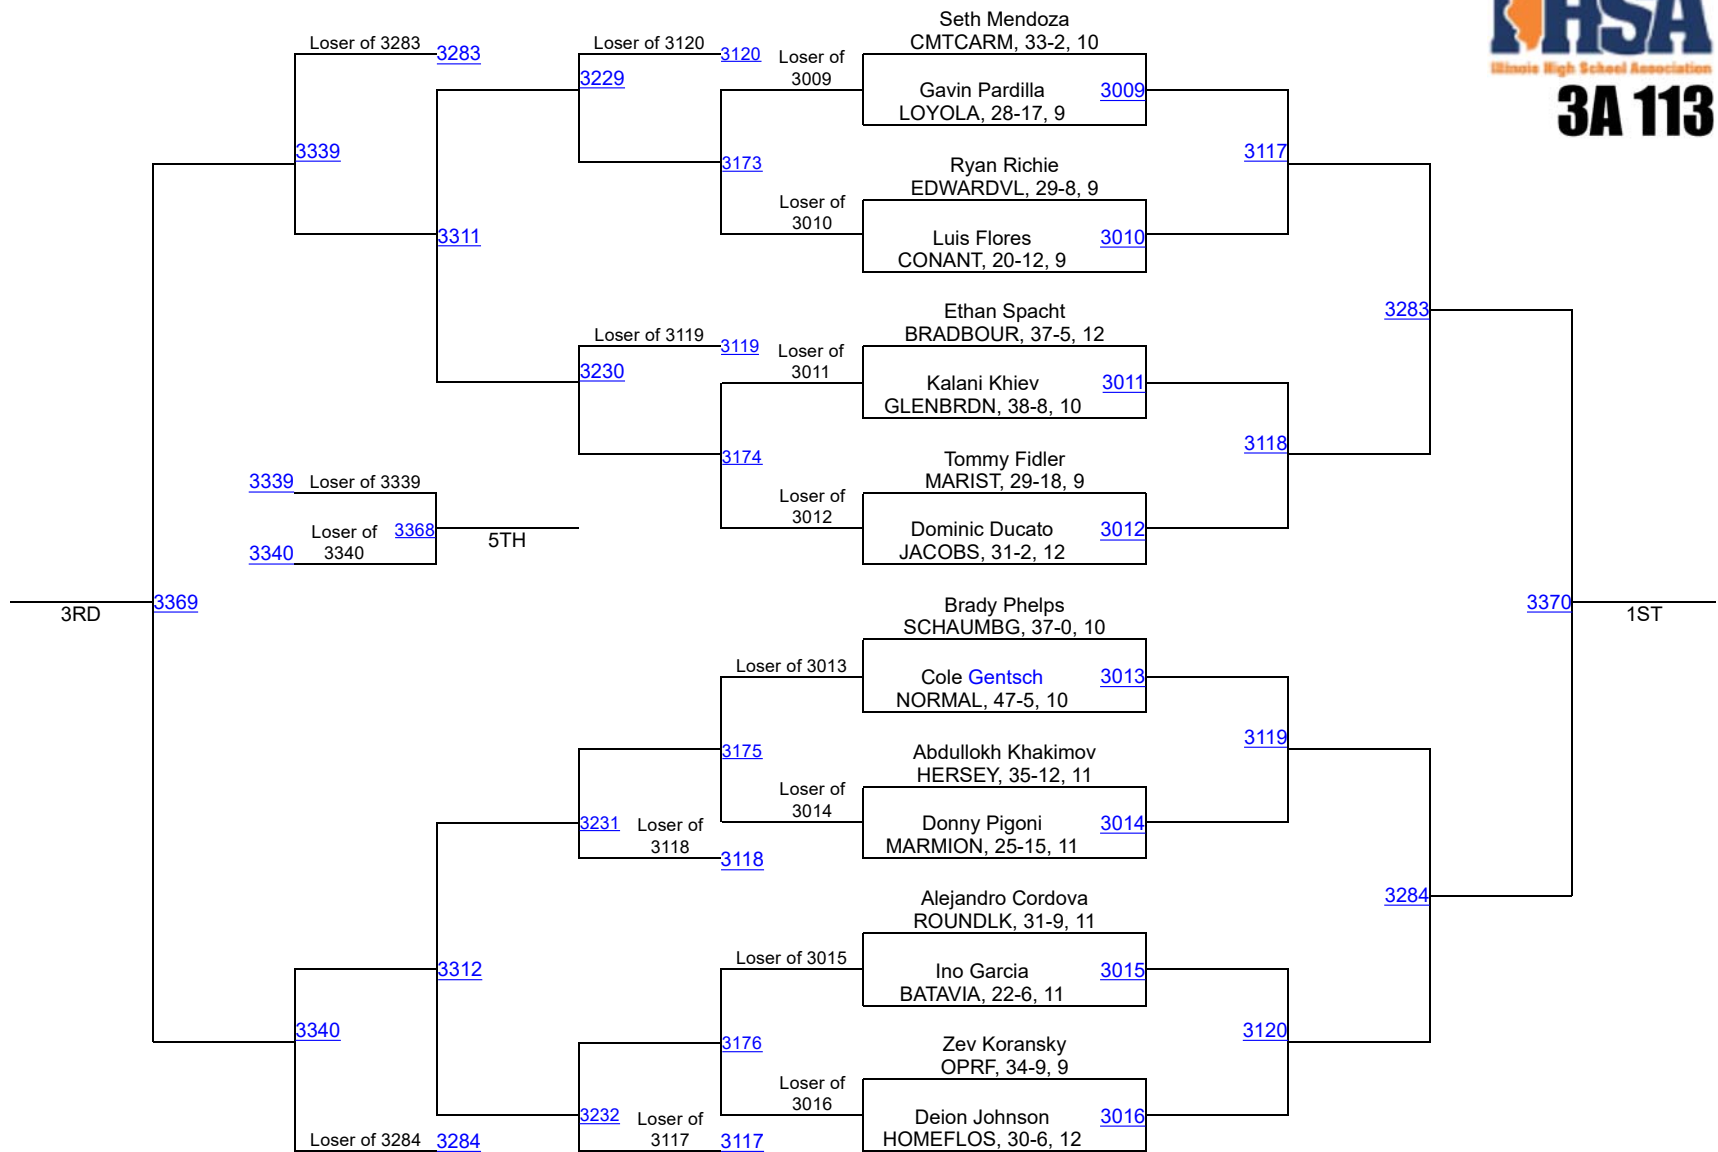 IHSA
Illinois High School Association
3A 113
Loser of 3283
3283
Loser of 3120
3120
Loser of
3009
Seth Mendoza
CMTCARM, 33-2, 10
3229
Gavin Pardilla
3009
LOYOLA, 28-17, 9
3339
3173
Ryan Richie
EDWARDVL, 29-8, 9
3117
Loser of
3010
3311
Luis Flores
3010
CONANT, 20-12, 9
Ethan Spacht
BRADBOUR, 37-5, 12
3283
Loser of 3119
3119
Loser of
3011
3230
Kalani Khiev
3011
GLENBRDN, 38-8, 10
3118
3174
Tommy Fidler
MARIST, 29-18, 9
3339
Loser of 3339
Loser of
3012
Loser of
3340
3368
3340
5TH
Dominic Ducato
3012
JACOBS, 31-2, 12
3369
3RD
Brady Phelps
SCHAUMBG, 37-0, 10
3370
1ST
Loser of 3013
Cole Gentsch
3013
NORMAL, 47-5, 10
3175
Abdullokh Khakimov
HERSEY, 35-12, 11
3119
Loser of
3014
3231
Loser of
3118
3118
Donny Pigoni
3014
MARMION, 25-15, 11
Alejandro Cordova
ROUNDLK, 31-9, 11
3284
3312
Loser of 3015
Ino Garcia
3015
BATAVIA, 22-6, 11
3340
3176
Zev Koransky
OPRF, 34-9, 9
3120
Loser of
3016
3232
Loser of
3117
3117
Deion Johnson
3016
HOMEFLOS, 30-6, 12
Loser of 3284
3284